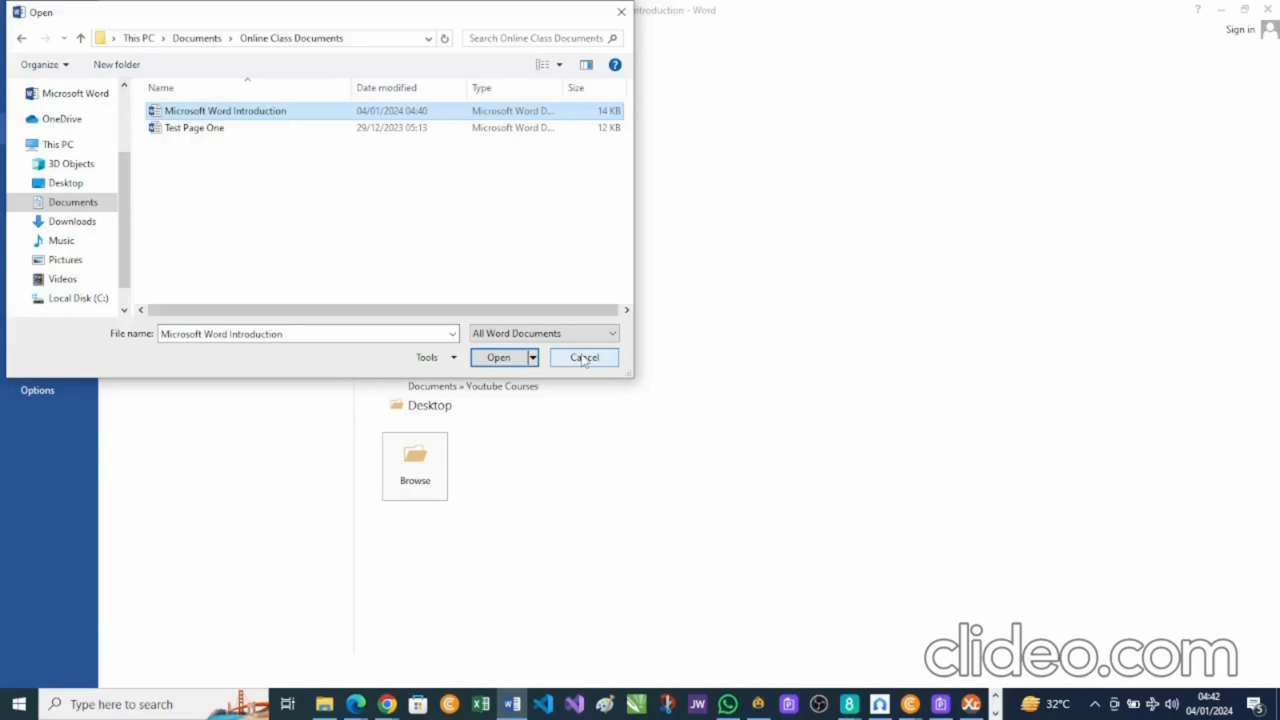 Open
ntroduction - Word
Sign in
This PC
Documents
Online Class Documents
Search Online Class Documents
Organize
New folder
Name
Date modified
Type
Size
Microsoft Word
Microsoft Word Introduction
04/01/2024 04:40
Microsoft Word D...
14 KB
OneDrive
Test Page One
29/12/2023 05:13
Microsoft Word D...
12 KB
This PC
3D Objects
Desktop
Documents
Downloads
Music
Pictures
Videos
Local Disk (C:)
File name:
Microsoft Word Introduction
All Word Documents
Tools
Open
Cancel
Options
Documents » Youtube Courses
Desktop
Browse
clideo.com
Type here to search
JW
32°C
04:42
04/01/2024
5